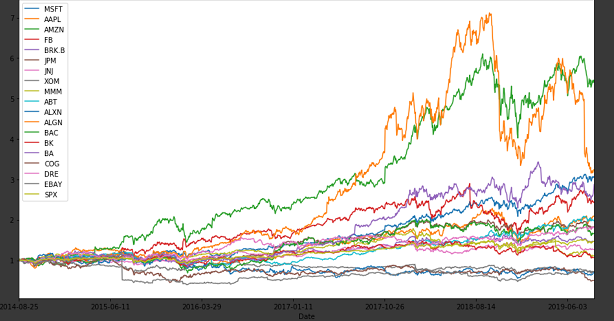 MSFT
AAPL
AMZN
FB
BRK.B
JPM
JNJ
XOM
MMM
ABT
ALXN
ALGN
BAC
BK
BA
COG
DRE
EBAY
SPX
7
6
5
4
3
2
1
2014-08-25 2015-06-11 2016-03-29 2017-01-11 2017-10-26 2018-08-14 2019-06-03
Date